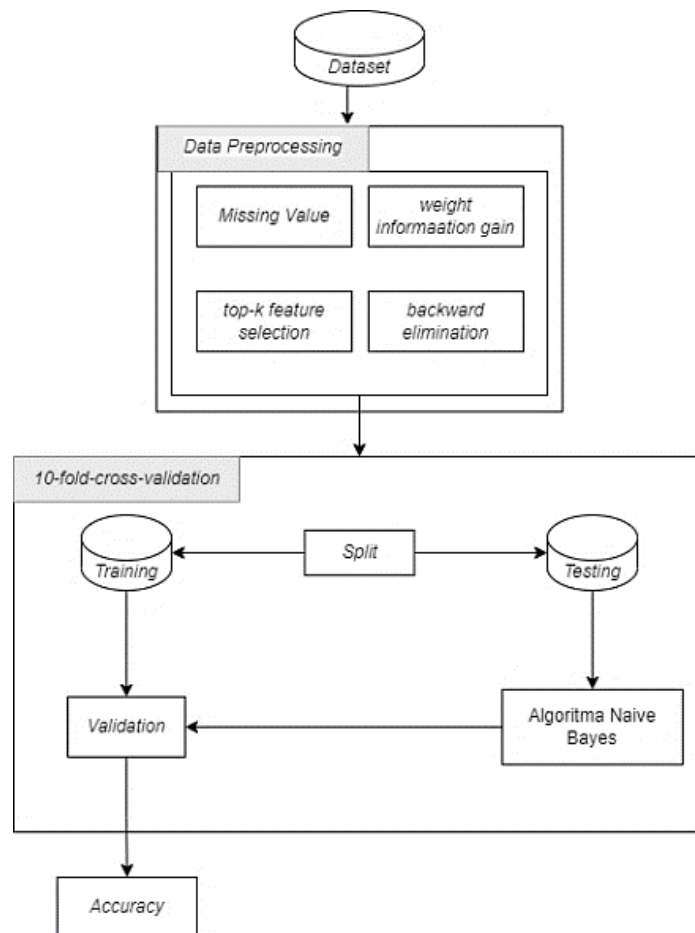 Dataset
Data Preprocessing
Missing Value
weight
informaation gain
top-k feature
selection
backward
elimination
10-fold-cross-validation
Training
Split
Testing
Validation
Algoritma Naive
Bayes
Accuracy